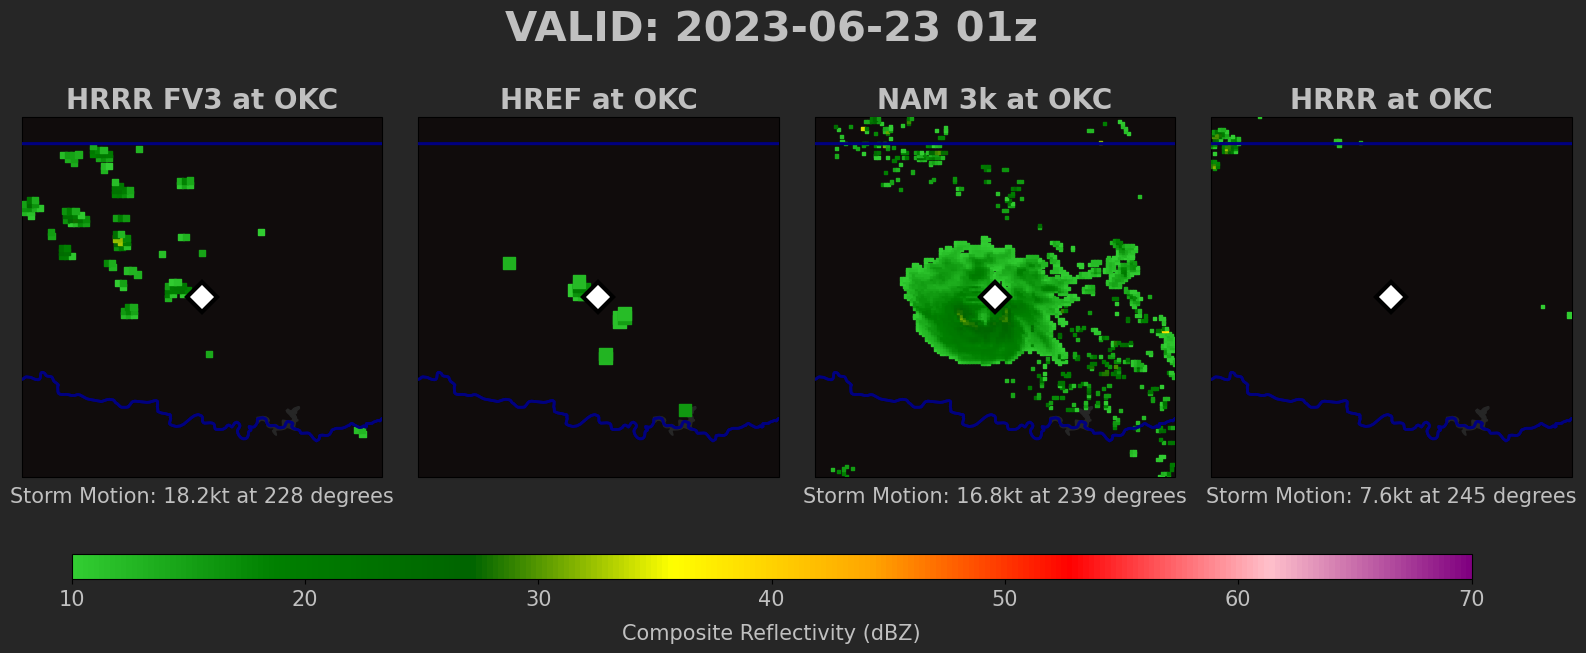 VALID: 2023-06-23 01z
HRRR FV3 at OKC
HREF at OKC
NAM 3k at OKC
HRRR at OKC
Storm Motion: 18.2kt at 228 degrees
Storm Motion: 16.8kt at 239 degrees
Storm Motion: 7.6kt at 245 degrees
10 20 30 40 50 60 70
Composite Reflectivity (dBZ)